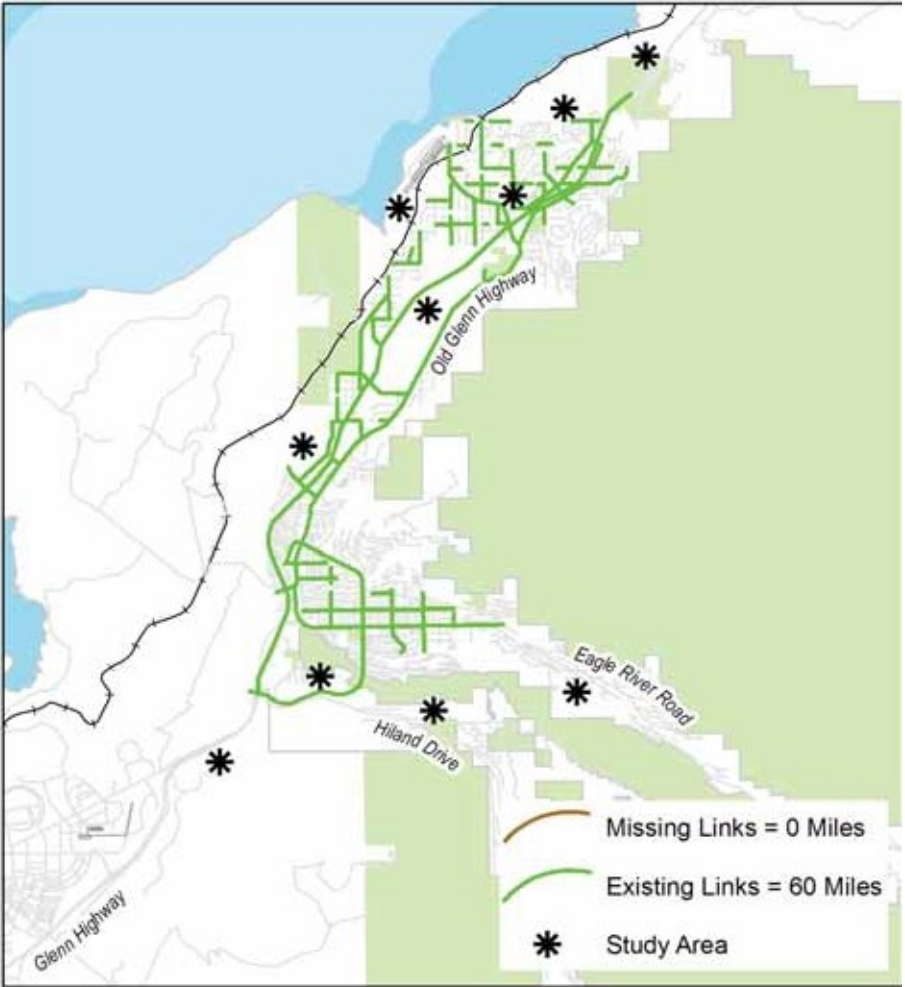 Old Glenn Highway
Eagle River Road
Hiland Drive
Missing Links = 0 Miles
Existing Links = 60 Miles
Study Area
Glenn Highway